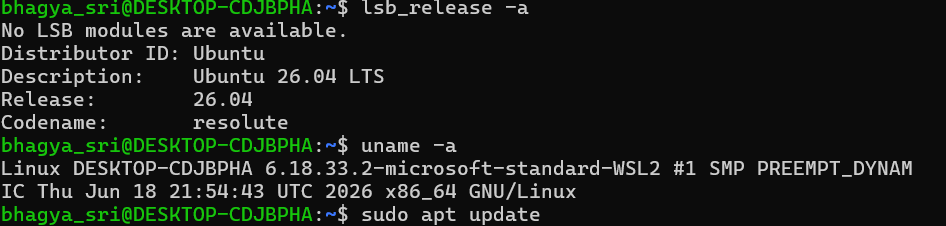 bhagya_sri@DESKTOP-CDJBPHA:~$ lsb_release -a
No LSB modules are available.
Distributor ID: Ubuntu
Description:    Ubuntu 26.04 LTS
Release:        26.04
Codename:       resolute
bhagya_sri@DESKTOP-CDJBPHA:~$ uname -a
Linux DESKTOP-CDJBPHA 6.18.33.2-microsoft-standard-WSL2 #1 SMP PREEMPT_DYNAM
IC Thu Jun 18 21:54:43 UTC 2026 x86_64 GNU/Linux
bhagya_sri@DESKTOP-CDJBPHA:~$ sudo apt update